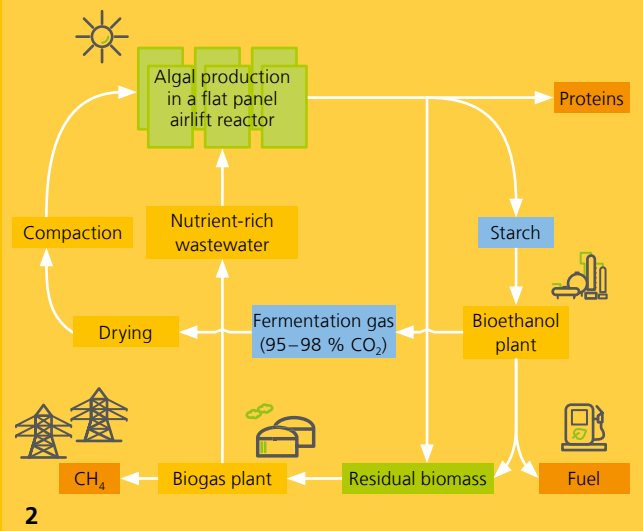 Algal production
in a flat panel
airlift reactor
Proteins
Compaction
Nutrient-rich
wastewater
Starch
Drying
Fermentation gas
(95–98 % CO₂)
Bioethanol
plant
CH₄
Biogas plant
Residual biomass
Fuel
2